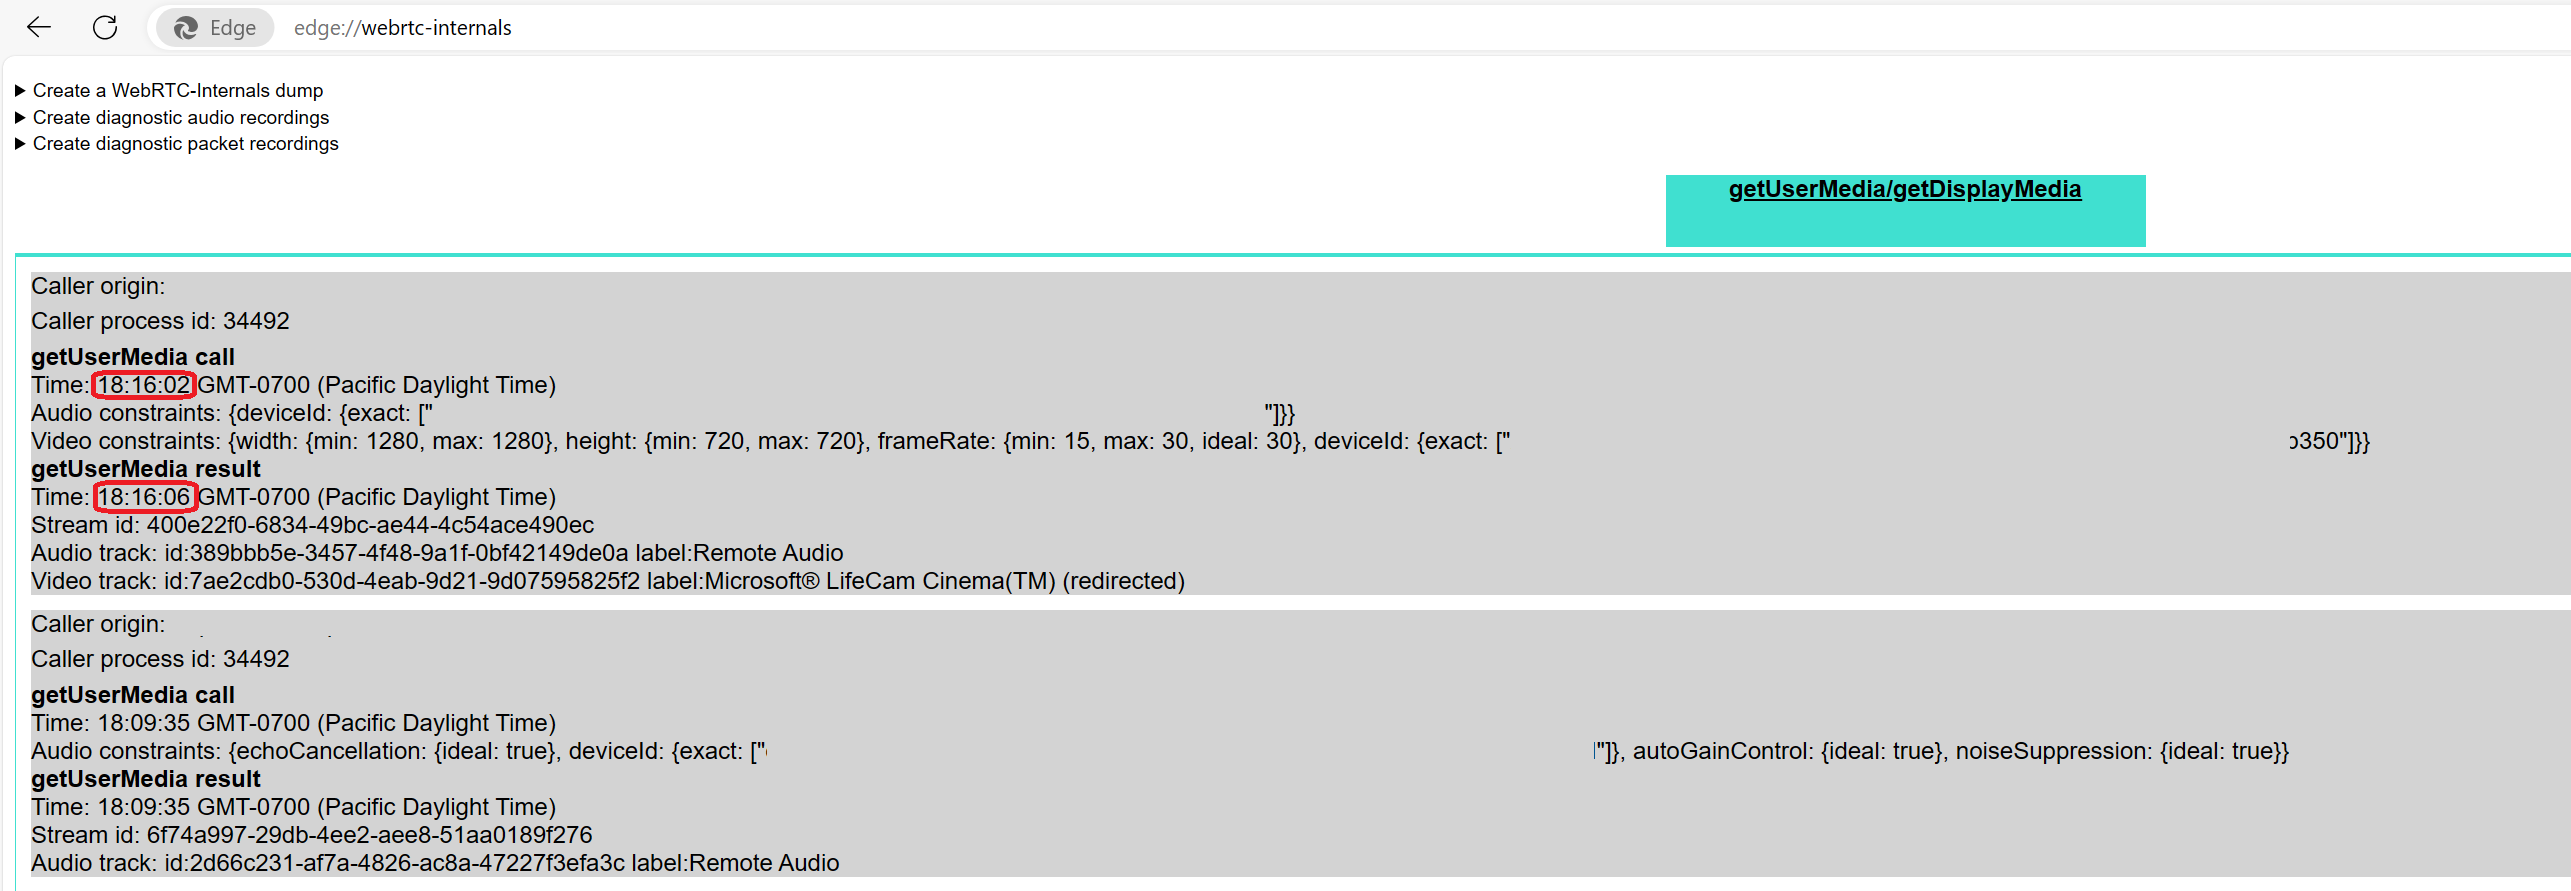 Edge edge://webrtc-internals
Create a WebRTC-Internals dump
Create diagnostic audio recordings
Create diagnostic packet recordings
getUserMedia/getDisplayMedia
Caller origin:
Caller process id: 34492
getUserMedia call
Time: 18:16:02 GMT-0700 (Pacific Daylight Time)
Audio constraints: {deviceId: {exact: [" "]}}
Video constraints: {width: {min: 1280, max: 1280}, height: {min: 720, max: 720}, frameRate: {min: 15, max: 30, ideal: 30}, deviceId: {exact: [" 350"]}}
getUserMedia result
Time: 18:16:06 GMT-0700 (Pacific Daylight Time)
Stream id: 400e22f0-6834-49bc-ae44-4c54ace490ec
Audio track: id:389bbb5e-3457-4f48-9a1f-0bf42149de0a label:Remote Audio
Video track: id:7ae2cdb0-530d-4eab-9d21-9d07595825f2 label:Microsoft® LifeCam Cinema(TM) (redirected)
Caller origin:
Caller process id: 34492
getUserMedia call
Time: 18:09:35 GMT-0700 (Pacific Daylight Time)
Audio constraints: {echoCancellation: {ideal: true}, deviceId: {exact: [" "]}, autoGainControl: {ideal: true}, noiseSuppression: {ideal: true}}
getUserMedia result
Time: 18:09:35 GMT-0700 (Pacific Daylight Time)
Stream id: 6f74a997-29db-4ee2-aee8-51aa0189f276
Audio track: id:2d66c231-af7a-4826-ac8a-47227f3efa3c label:Remote Audio